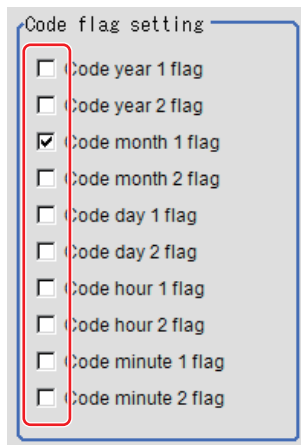 Code flag setting
Code year 1 flag
Code year 2 flag
Code month 1 flag
Code month 2 flag
Code day 1 flag
Code day 2 flag
Code hour 1 flag
Code hour 2 flag
Code minute 1 flag
Code minute 2 flag